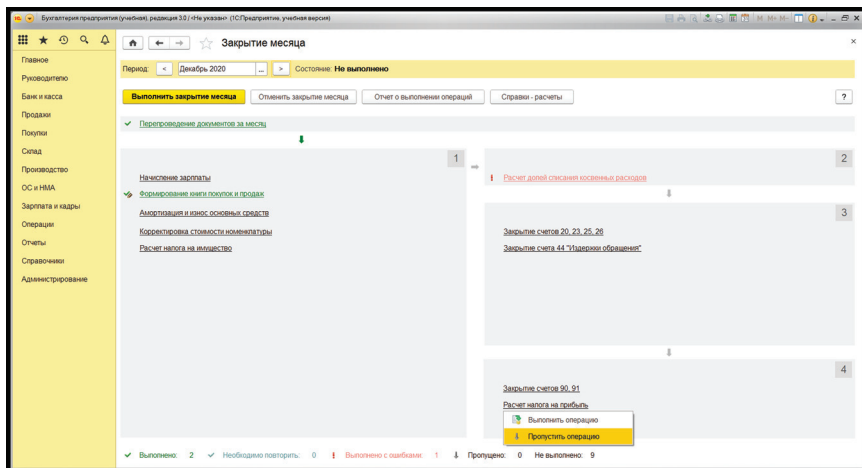 Бухгалтерия предприятия (учебная), редакция 3.0 / <Не указан> (1С:Предприятие, учебная версия)
M M+ M-
Главное
Руководителю
Банк и касса
Продажи
Покупки
Склад
Производство
ОС и НМА
Зарплата и кадры
Операции
Отчеты
Справочники
Администрирование
Закрытие месяца
Период: < Декабрь 2020 ... > Состояние: Не выполнено
Выполнить закрытие месяца Отменить закрытие месяца Отчет о выполнении операций Справки - расчеты ?
Перепроведение документов за месяц
1
Начисление зарплаты
Формирование книги покупок и продаж
Амортизация и износ основных средств
Корректировка стоимости номенклатуры
Расчет налога на имущество
2
Расчет долей списания косвенных расходов
3
Закрытие счетов 20, 23, 25, 26
Закрытие счета 44 "Издержки обращения"
4
Закрытие счетов 90, 91
Расчет налога на прибыль
Выполнить операцию
Пропустить операцию
Выполнено: 2 Необходимо повторить: 0 Выполнено с ошибками: 1 Пропущено: 0 Не выполнено: 9